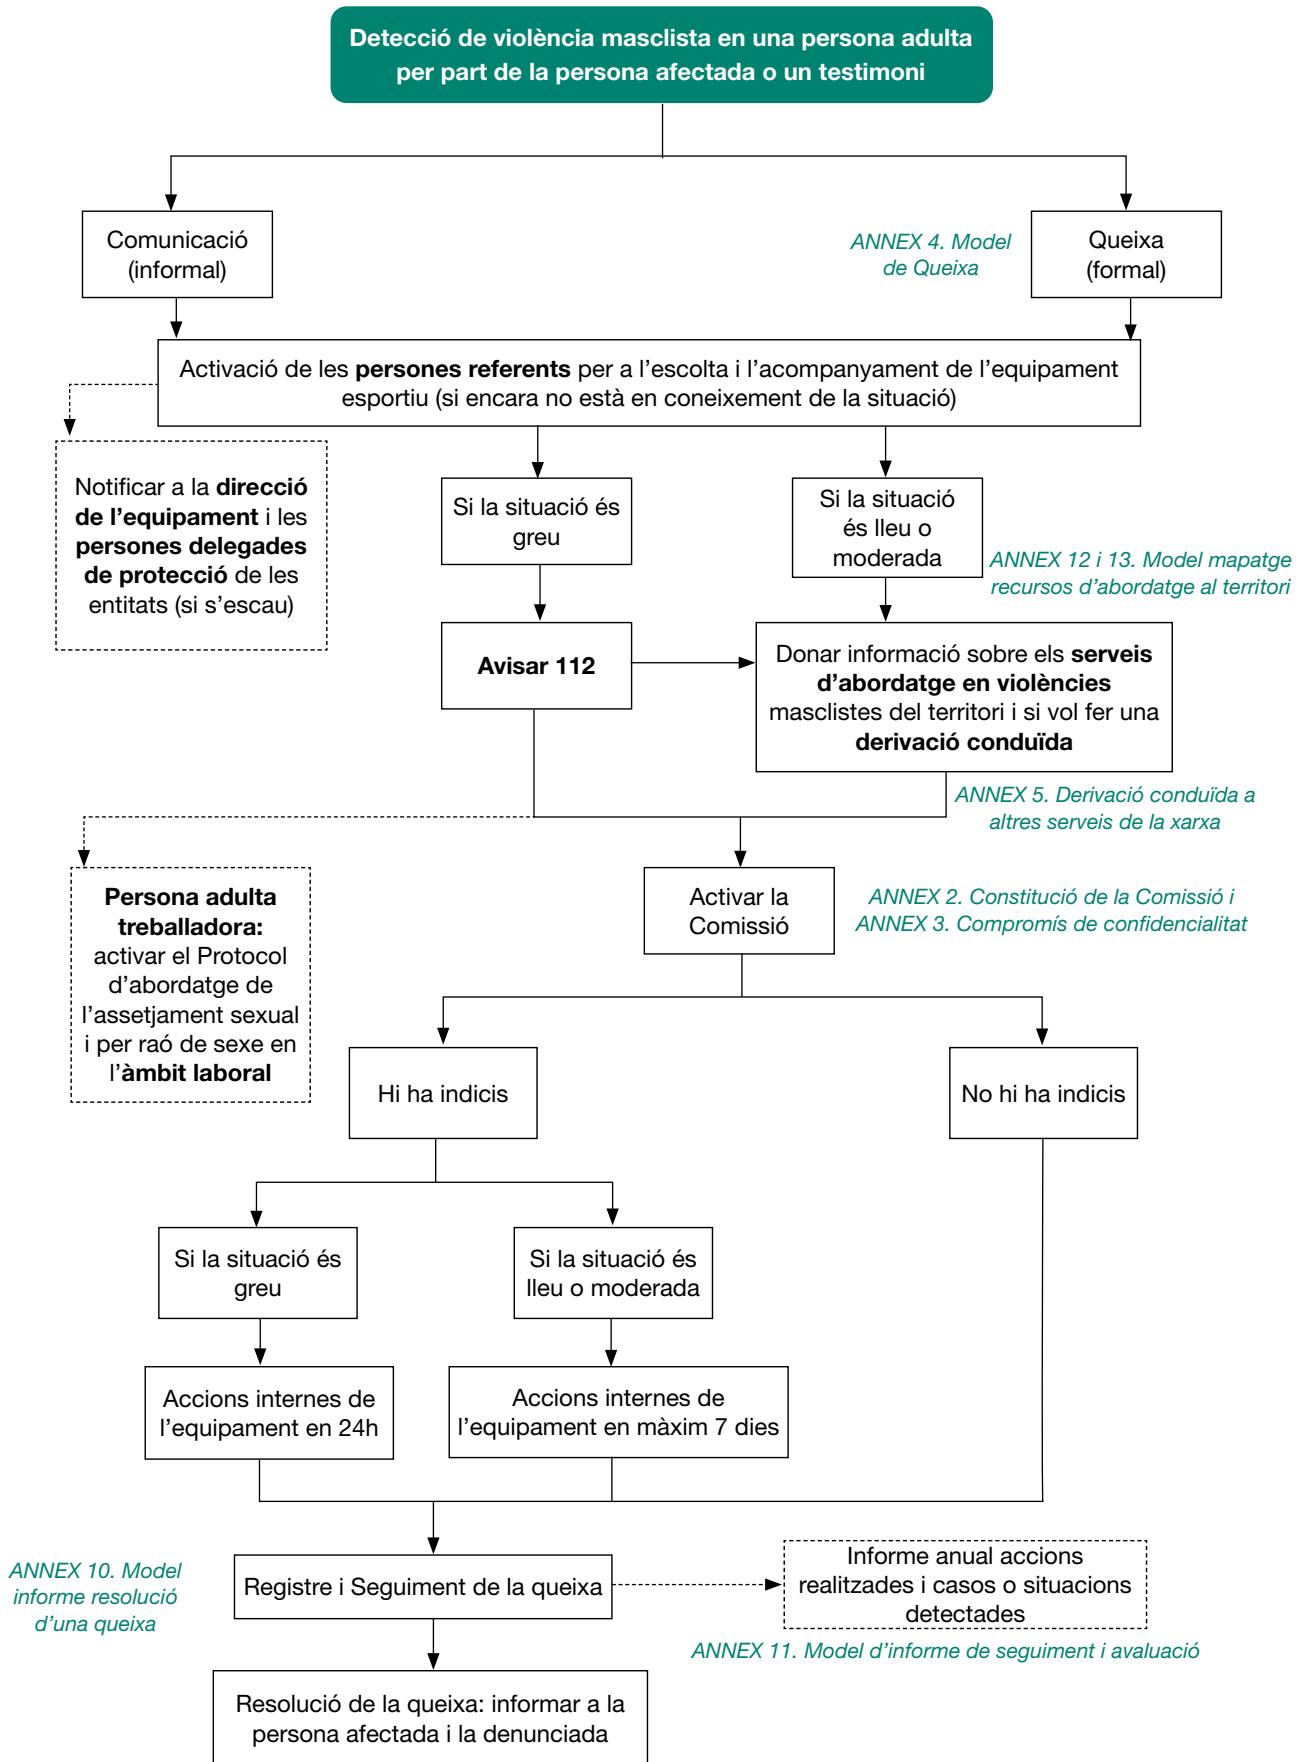 Detecció de violència masclista en una persona adulta
per part de la persona afectada o un testimoni
Comunicació
(informal)
ANNEX 4. Model
de Queixa
Queixa
(formal)
Activació de les persones referents per a l’escolta i l’acompanyament de l’equipament
esportiu (si encara no està en coneixement de la situació)
Notificar a la direcció
de l’equipament i les
persones delegades
de protecció de les
entitats (si s’escau)
Si la situació és
greu
Si la situació
és lleu o
moderada
ANNEX 12 i 13. Model mapatge
recursos d’abordatge al territori
Avisar 112
Donar informació sobre els serveis
d’abordatge en violències
masclistes del territori i si vol fer una
derivació conduïda
ANNEX 5. Derivació conduïda a
altres serveis de la xarxa
Persona adulta
treballadora:
activar el Protocol
d’abordatge de
l’assetjament sexual
i per raó de sexe en
l’àmbit laboral
Activar la
Comissió
ANNEX 2. Constitució de la Comissió i
ANNEX 3. Compromís de confidencialitat
Hi ha indicis
No hi ha indicis
Si la situació és
greu
Si la situació és
lleu o moderada
Accions internes de
l’equipament en 24h
Accions internes de
l’equipament en màxim 7 dies
ANNEX 10. Model
informe resolució
d’una queixa
Registre i Seguiment de la queixa
Informe anual accions
realitzades i casos o situacions
detectades
ANNEX 11. Model d’informe de seguiment i avaluació
Resolució de la queixa: informar a la
persona afectada i la denunciada